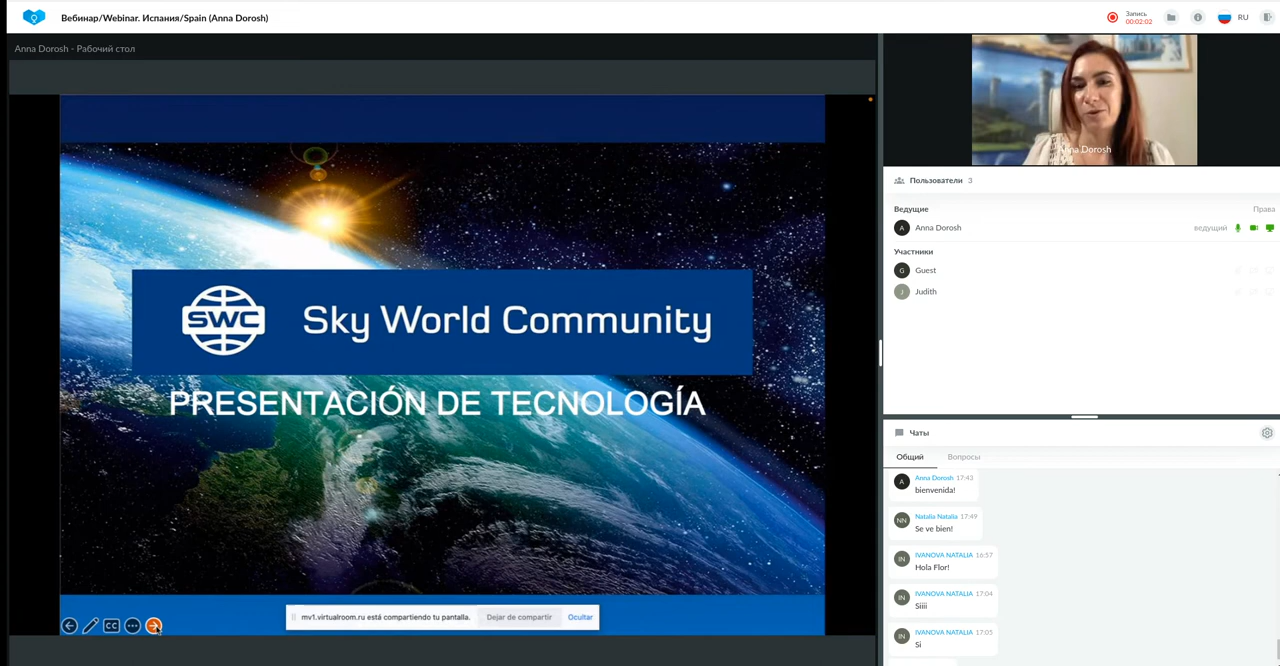 Вебинар/Webinar. Испания/Spain (Anna Dorosh)
Запись
00:02:02
RU
Anna Dorosh - Рабочий стол
SWC
Sky World Community
PRESENTACIÓN DE TECNOLOGÍA
CC
mv1.virtualroom.ru está compartiendo tu pantalla.
Dejar de compartir
Ocultar
Anna Dorosh
Пользователи 3
Ведущие
Права
A
Anna Dorosh
ведущий
Участники
G
Guest
J
Judith
Чаты
Общий
Вопросы
A
Anna Dorosh 17:43
bienvenida!
NN
Natalia Natalia 17:49
Se ve bien!
IN
IVANOVA NATALIA 16:57
Hola Flor!
IN
IVANOVA NATALIA 17:04
Siiii
IN
IVANOVA NATALIA 17:05
Si